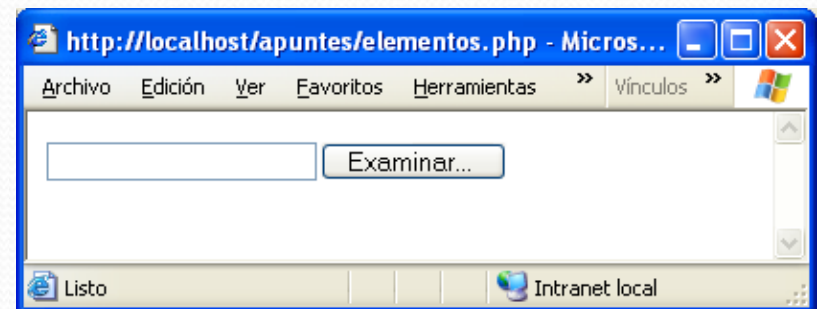 http://localhost/apuntes/elementos.php - Micros...
Archivo Edición Ver Favoritos Herramientas » Vínculos »
Examinar...
Listo Intranet local